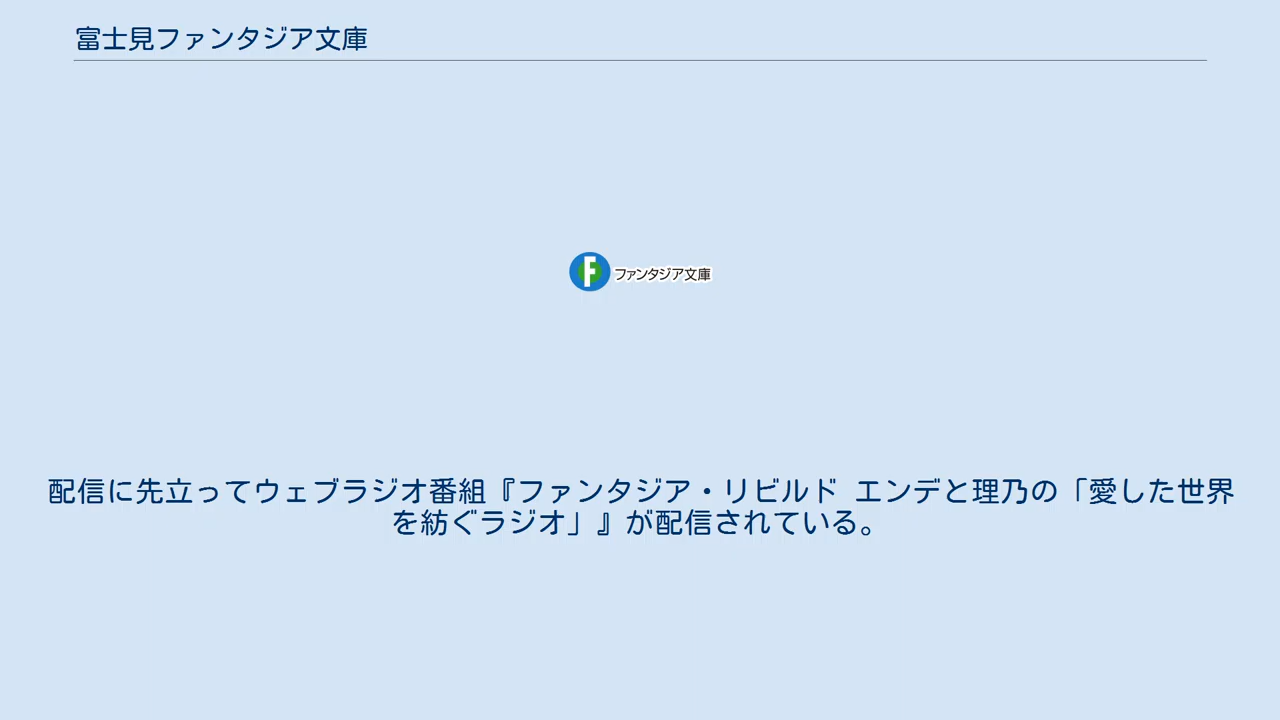 富士見ファンタジア文庫
F ファンタジア文庫
配信に先立ってウェブラジオ番組『ファンタジア・リビルド エンデと理乃の「愛した世界
を紡ぐラジオ」』が配信されている。